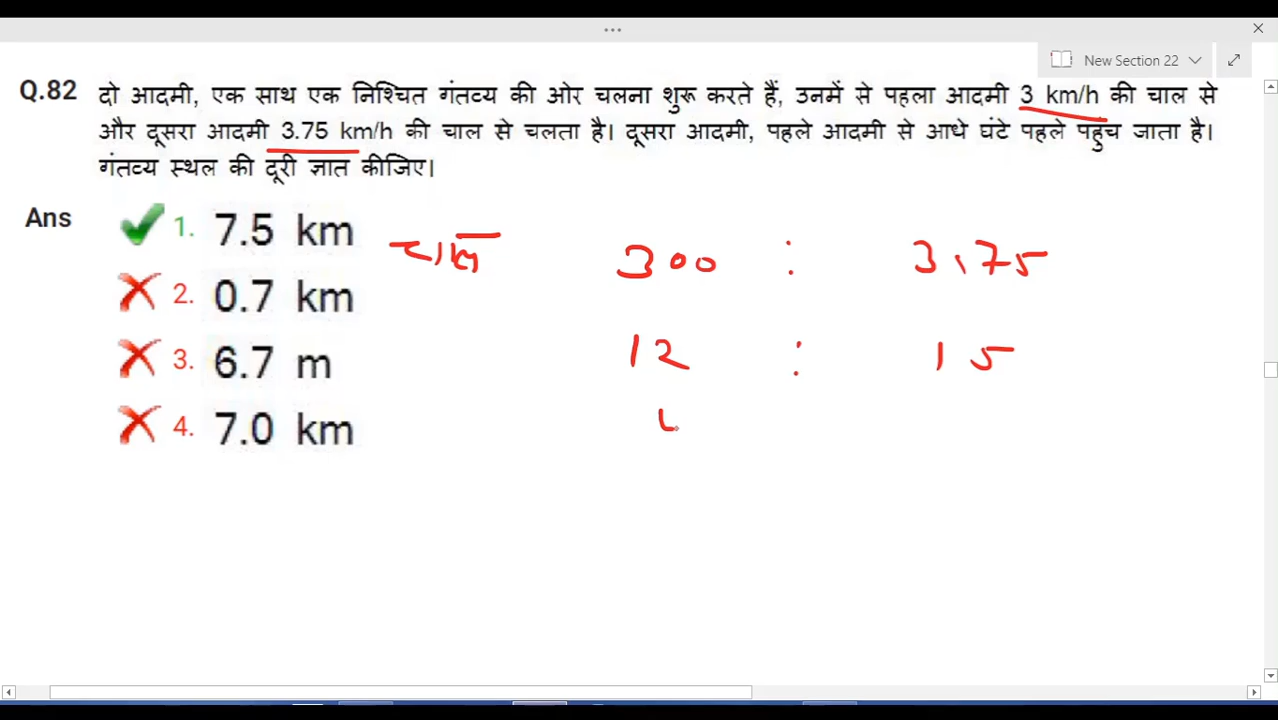 New Section 22
Q.82 दो आदमी, एक साथ एक निश्चित गंतव्य की ओर चलना शुरू करते हैं, उनमें से पहला आदमी 3 km/h की चाल से
और दूसरा आदमी 3.75 km/h की चाल से चलता है। दूसरा आदमी, पहले आदमी से आधे घंटे पहले पहुच जाता है।
गंतव्य स्थल की दूरी ज्ञात कीजिए।
Ans 1. 7.5 km
2. 0.7 km
3. 6.7 m
4. 7.0 km
चाल 300 : 3.75
12 : 15